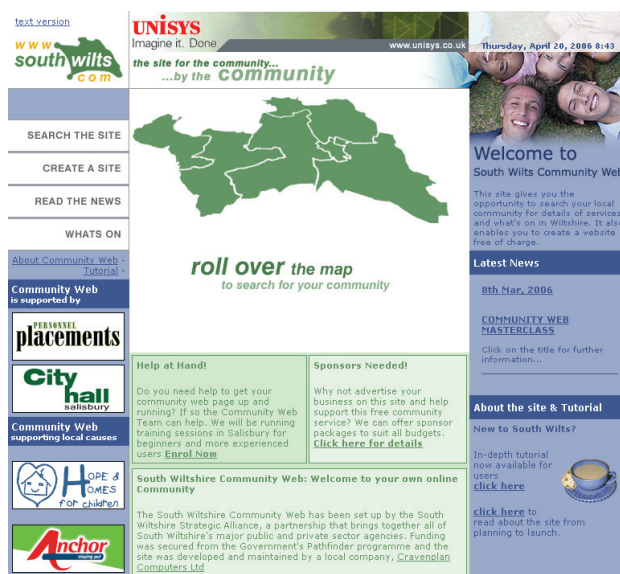 text version
www
southwilts
com
SEARCH THE SITE
CREATE A SITE
READ THE NEWS
WHATS ON
About Community Web -
Tutorial -
Community Web
is supported by
PERSONNEL
placements
City
hall
salisbury
Community Web
supporting local causes
HOPE &
HOMES
for children
Anchor
staying put
UNISYS
Imagine it. Done
www.unisys.co.uk
the site for the community...
...by the community
roll over the map
to search for your community
Help at Hand!
Do you need help to get your
community web page up and
running? If so the Community Web
Team can help. We will be running
training sessions in Salisbury for
beginners and more experienced
users Enrol Now
Sponsors Needed!
Why not advertise your
business on this site and help
support this free community
service? We can offer sponsor
packages to suit all budgets.
Click here for details
South Wiltshire Community Web: Welcome to your own online
Community
The South Wiltshire Community Web has been set up by the South
Wiltshire Strategic Alliance, a partnership that brings together all of
South Wiltshire's major public and private sector agencies. Funding
was secured from the Government's Pathfinder programme and the
site was developed and maintained by a local company, Cravenplan
Computers Ltd
Thursday, April 20, 2006 8:43
Welcome to
South Wilts Community Web
This site gives you the
opportunity to search your local
community for details of services
and what's on in Wiltshire. It also
enables you to create a website
free of charge.
Latest News
8th Mar, 2006
COMMUNITY WEB
MASTERCLASS
Click on the title for further
information...
About the site & Tutorial
New to South Wilts?
In-depth tutorial
now available for
users
click here
click here to
read about the site from
planning to launch.